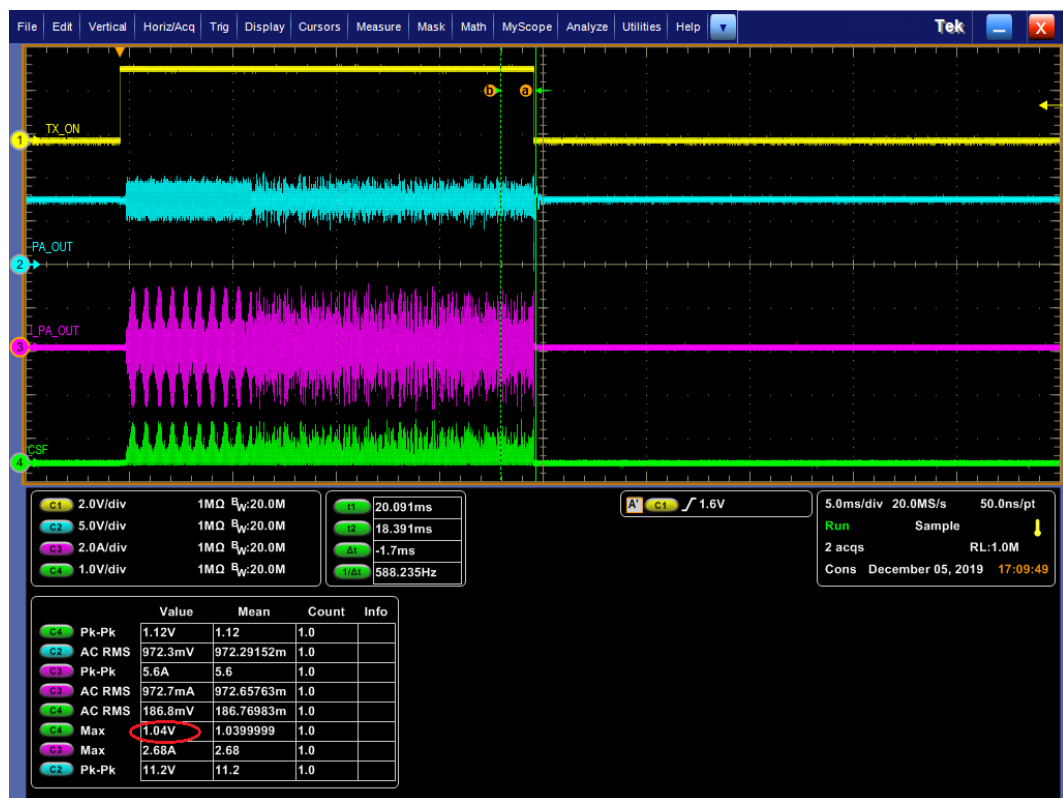 File Edit Vertical Horiz/Acq Trig Display Cursors Measure Mask Math MyScope Analyze Utilities Help Tek X
b a
TX_ON
1
PA_OUT
2
I_PA_OUT
3
CSF
4
C1 2.0V/div 1MΩ BW:20.0M
C2 5.0V/div 1MΩ BW:20.0M
C3 2.0A/div 1MΩ BW:20.0M
C4 1.0V/div 1MΩ BW:20.0M
t1 20.091ms
t2 18.391ms
Δt -1.7ms
1/Δt 588.235Hz
A' C1 1.6V
5.0ms/div 20.0MS/s 50.0ns/pt
Run Sample
2 acqs RL:1.0M
Cons December 05, 2019 17:09:49
Value Mean Count Info
C4 Pk-Pk 1.12V 1.12 1.0
C2 AC RMS 972.3mV 972.29152m 1.0
C3 Pk-Pk 5.6A 5.6 1.0
C3 AC RMS 972.7mA 972.65763m 1.0
C4 AC RMS 186.8mV 186.76983m 1.0
C4 Max 1.04V 1.0399999 1.0
C3 Max 2.68A 2.68 1.0
C2 Pk-Pk 11.2V 11.2 1.0